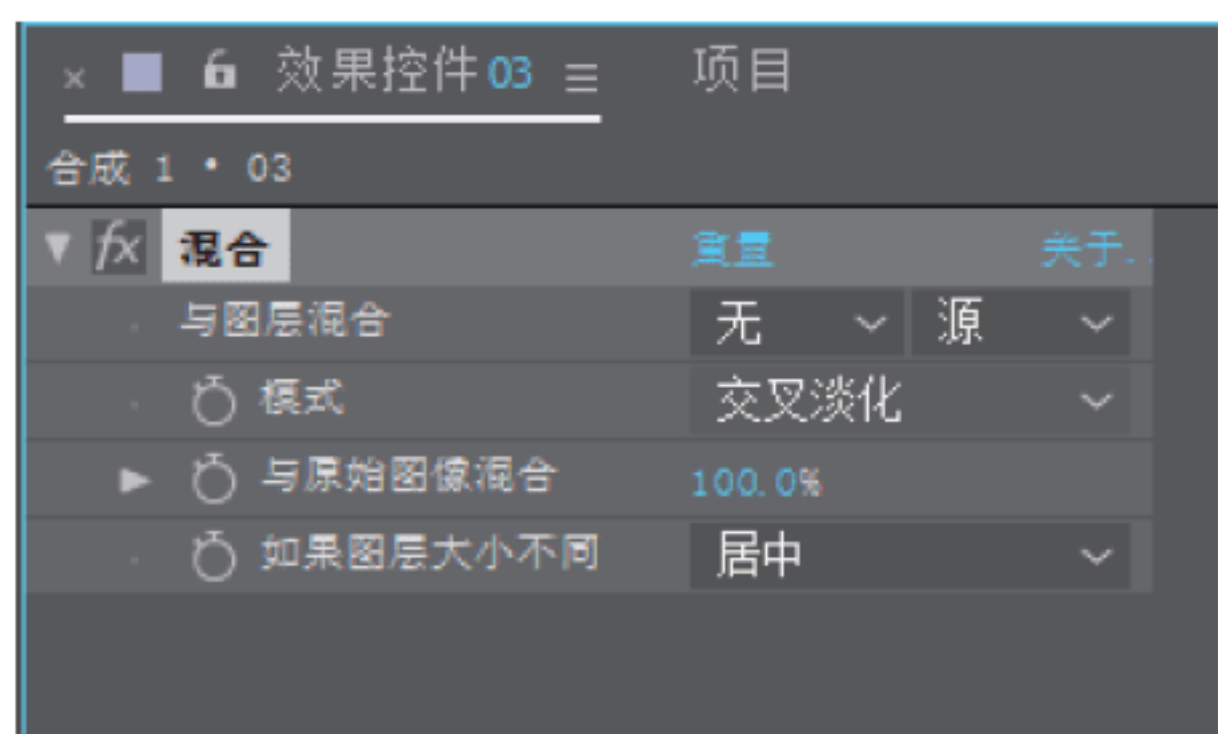 × 效果控件 03 ≡ 项目
合成 1 • 03
fx 混合 重置 关于...
与图层混合 无 源
模式 交叉淡化
与原始图像混合 100.0%
如果图层大小不同 居中